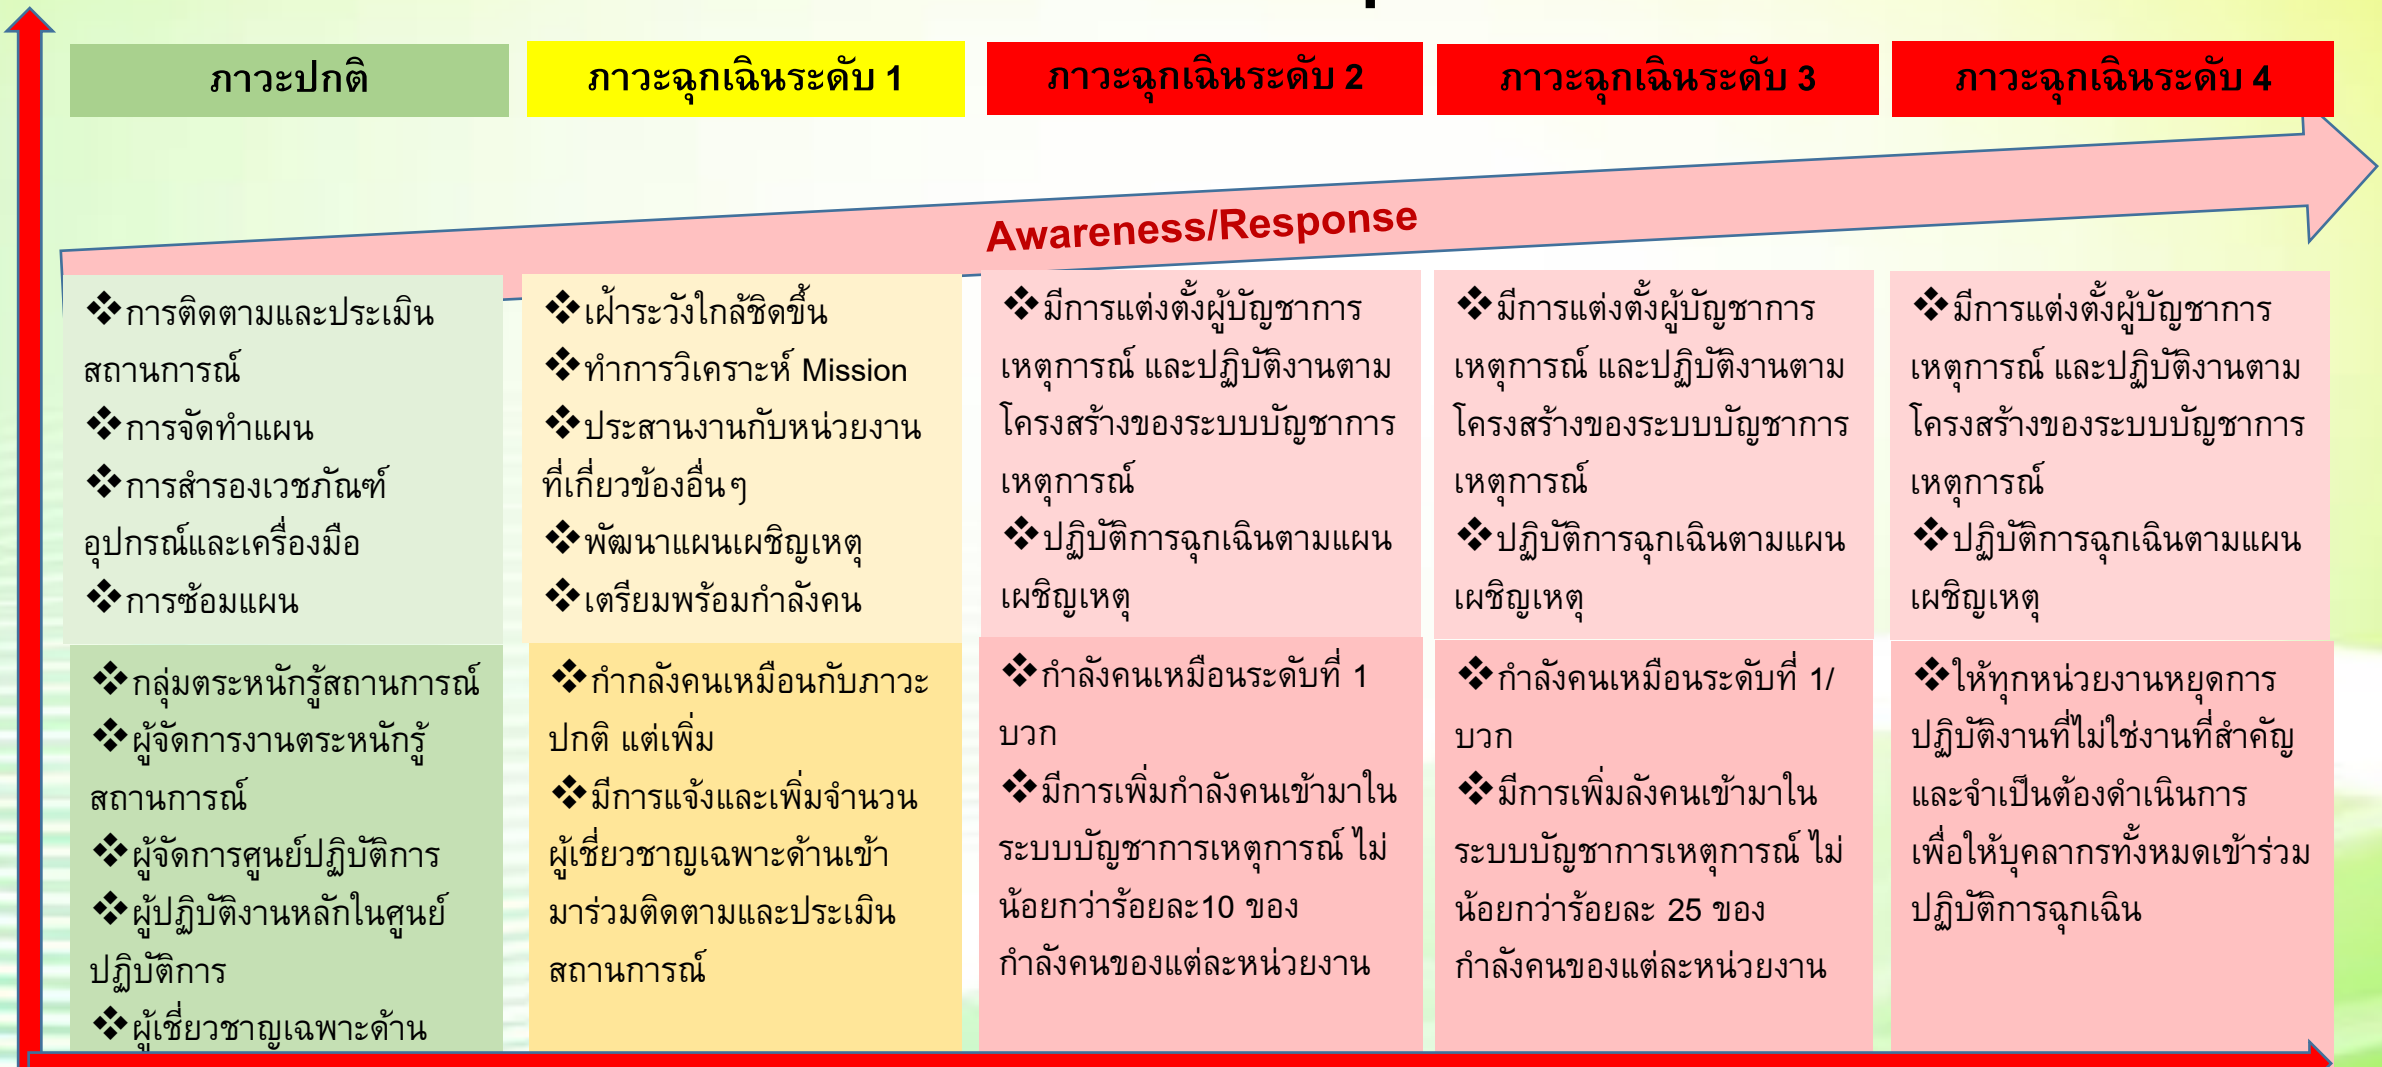 ภาวะปกติ
ภาวะฉุกเฉินระดับ 1
ภาวะฉุกเฉินระดับ 2
ภาวะฉุกเฉินระดับ 3
ภาวะฉุกเฉินระดับ 4
Awareness/Response
❖การติดตามและประเมิน
สถานการณ์
❖การจัดทำแผน
❖การสำรองเวชภัณฑ์
อุปกรณ์และเครื่องมือ
❖การซ้อมแผน
❖เฝ้าระวังใกล้ชิดขึ้น
❖ทำการวิเคราะห์ Mission
❖ประสานงานกับหน่วยงาน
ที่เกี่ยวข้องอื่นๆ
❖พัฒนาแผนเผชิญเหตุ
❖เตรียมพร้อมกำลังคน
❖มีการแต่งตั้งผู้บัญชาการ
เหตุการณ์ และปฏิบัติงานตาม
โครงสร้างของระบบบัญชาการ
เหตุการณ์
❖ปฏิบัติการฉุกเฉินตามแผน
เผชิญเหตุ
❖มีการแต่งตั้งผู้บัญชาการ
เหตุการณ์ และปฏิบัติงานตาม
โครงสร้างของระบบบัญชาการ
เหตุการณ์
❖ปฏิบัติการฉุกเฉินตามแผน
เผชิญเหตุ
❖มีการแต่งตั้งผู้บัญชาการ
เหตุการณ์ และปฏิบัติงานตาม
โครงสร้างของระบบบัญชาการ
เหตุการณ์
❖ปฏิบัติการฉุกเฉินตามแผน
เผชิญเหตุ
❖กลุ่มตระหนักรู้สถานการณ์
❖ผู้จัดการงานตระหนักรู้
สถานการณ์
❖ผู้จัดการศูนย์ปฏิบัติการ
❖ผู้ปฏิบัติงานหลักในศูนย์
ปฏิบัติการ
❖ผู้เชี่ยวชาญเฉพาะด้าน
❖กำกลังคนเหมือนกับภาวะ
ปกติ แต่เพิ่ม
❖มีการแจ้งและเพิ่มจำนวน
ผู้เชี่ยวชาญเฉพาะด้านเข้า
มาร่วมติดตามและประเมิน
สถานการณ์
❖กำลังคนเหมือนระดับที่ 1
บวก
❖มีการเพิ่มกำลังคนเข้ามาใน
ระบบบัญชาการเหตุการณ์ ไม่
น้อยกว่าร้อยละ10 ของ
กำลังคนของแต่ละหน่วยงาน
❖กำลังคนเหมือนระดับที่ 1/
บวก
❖มีการเพิ่มลังคนเข้ามาใน
ระบบบัญชาการเหตุการณ์ ไม่
น้อยกว่าร้อยละ 25 ของ
กำลังคนของแต่ละหน่วยงาน
❖ให้ทุกหน่วยงานหยุดการ
ปฏิบัติงานที่ไม่ใช่งานที่สำคัญ
และจำเป็นต้องดำเนินการ
เพื่อให้บุคลากรทั้งหมดเข้าร่วม
ปฏิบัติการฉุกเฉิน